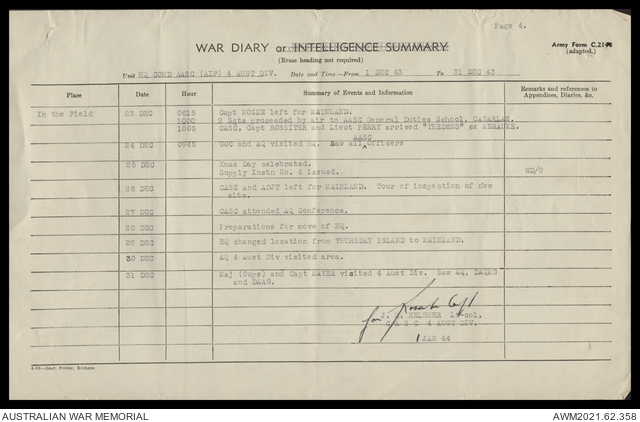 Page 4.
WAR DIARY or INTELLIGENCE SUMMARY
(Erase heading not required)
Army Form C.2118
(adapted.)
Unit HQ COMD AASC (AIF) 4 AUST DIV. Date and Time—From 1 DEC 43 To 31 DEC 43
Place Date Hour Summary of Events and Information Remarks and references to Appendices, Diaries, &c.
In the Field 23 DEC 0615 Capt left for MAINLAND.
1000 2 Sgts proceeded by air to AASC General Duties School, CABARLAH.
1005 CASC, Capt ROSSITER and Lieut PERRY arrived ex MERAUKE.
AASC
24 DEC 0945 GOC and AQ visited HQ. Saw all officers
25 DEC Xmas Day celebrated.
Supply Instn No. 4 issued. WD/U
26 DEC CASC and ADJT left for MAINLAND. Tour of inspection of new
site.
27 DEC CASC attended AQ Conference.
28 DEC Preparations for move of HQ.
29 DEC HQ changed location from THURSDAY ISLAND to MAINLAND.
30 DEC AQ 4 Aust Div visited area.
31 DEC Maj (Sups) and Capt MAYER visited 4 Aust Div. Saw AQ, DAQMG
and DAAG.
for Capt
KELEHER Lt-col,
C A S C 4 AUST DIV.
1 JAN 44
4-43—Govt. Printer, Brisbane.
AUSTRALIAN WAR MEMORIAL
AWM2021.62.358